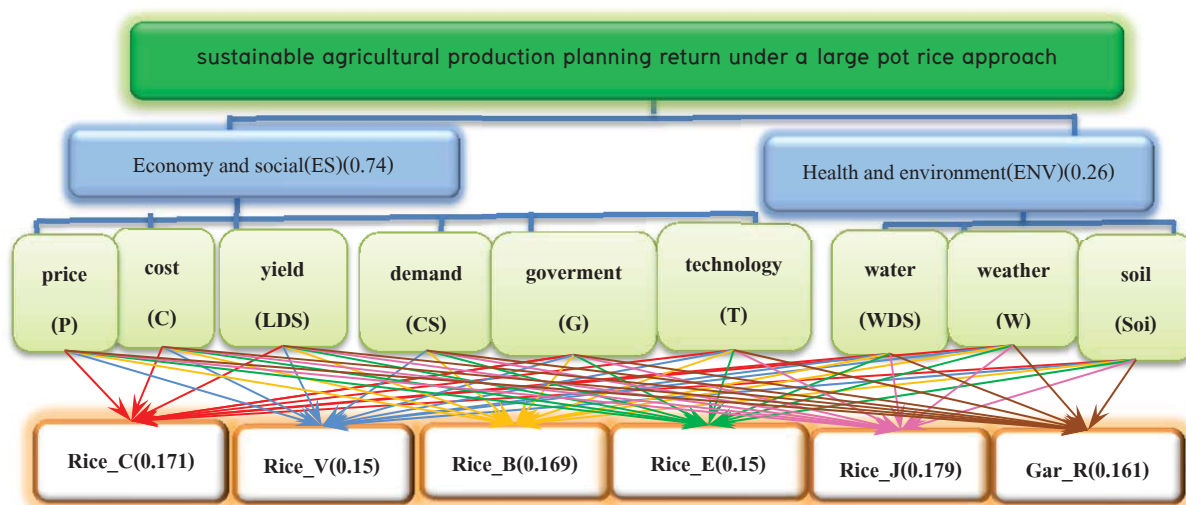 sustainable agricultural production planning return under a large pot rice approach
Economy and social(ES)(0.74)
Health and environment(ENV)(0.26)
price
(P)
cost
(C)
yield
(LDS)
demand
(CS)
goverment
(G)
technology
(T)
water
(WDS)
weather
(W)
soil
(Soi)
Rice_C(0.171)
Rice_V(0.15)
Rice_B(0.169)
Rice_E(0.15)
Rice_J(0.179)
Gar_R(0.161)